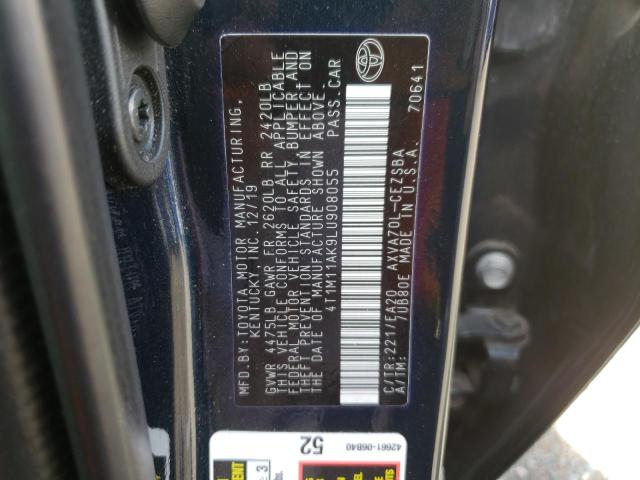 MFD.BY:TOYOTA MOTOR MANUFACTURING,
KENTUCKY, INC. 12/19
GVWR 4475LB GAWR FR 2620LB RR 2420LB
THIS VEHICLE CONFORMS TO ALL APPLICABLE
FEDERAL MOTOR VEHICLE SAFETY BUMPER, AND
THEFT PREVENTION STANDARDS IN EFFECT ON
THE DATE OF MANUFACTURE SHOWN ABOVE.
4T1M11AK9LU908055 PASS.CAR
C/TR:221/EA20 AXVA70L-CEZSBA
A/TM: 70B80E MADE IN U.S.A. 70641
52
42661-06B40